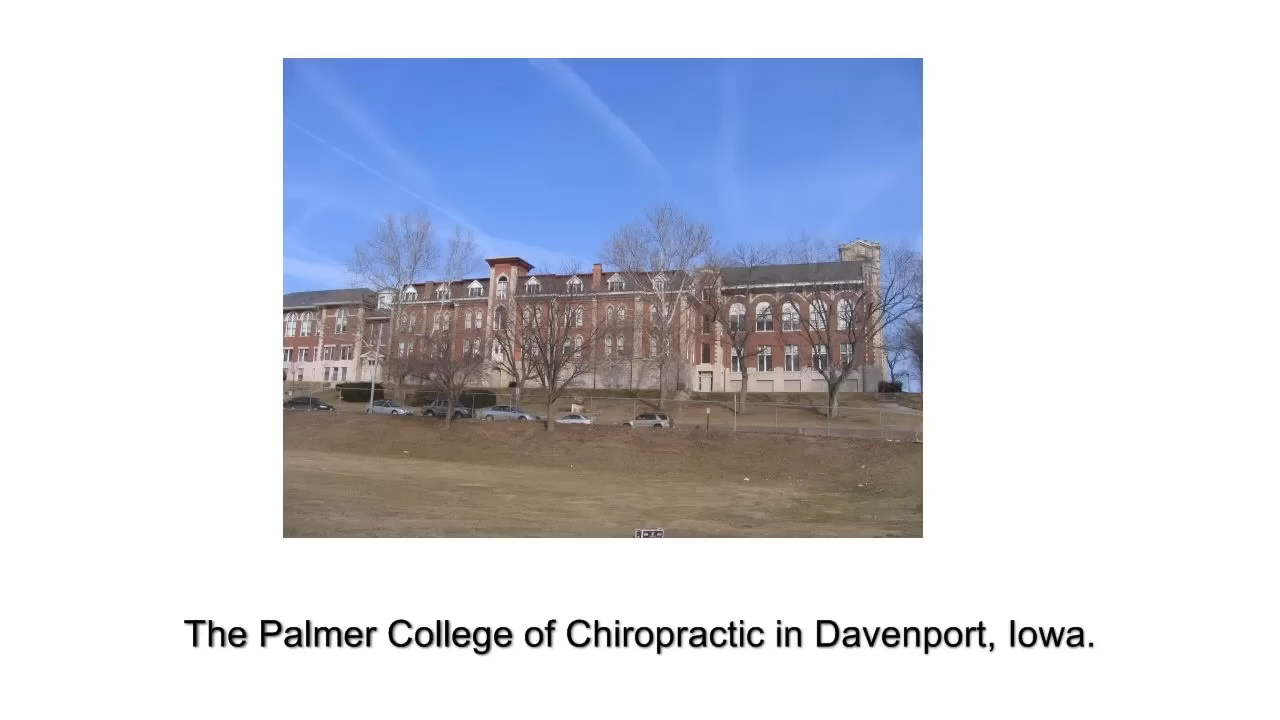 The Palmer College of Chiropractic in Davenport, Iowa.